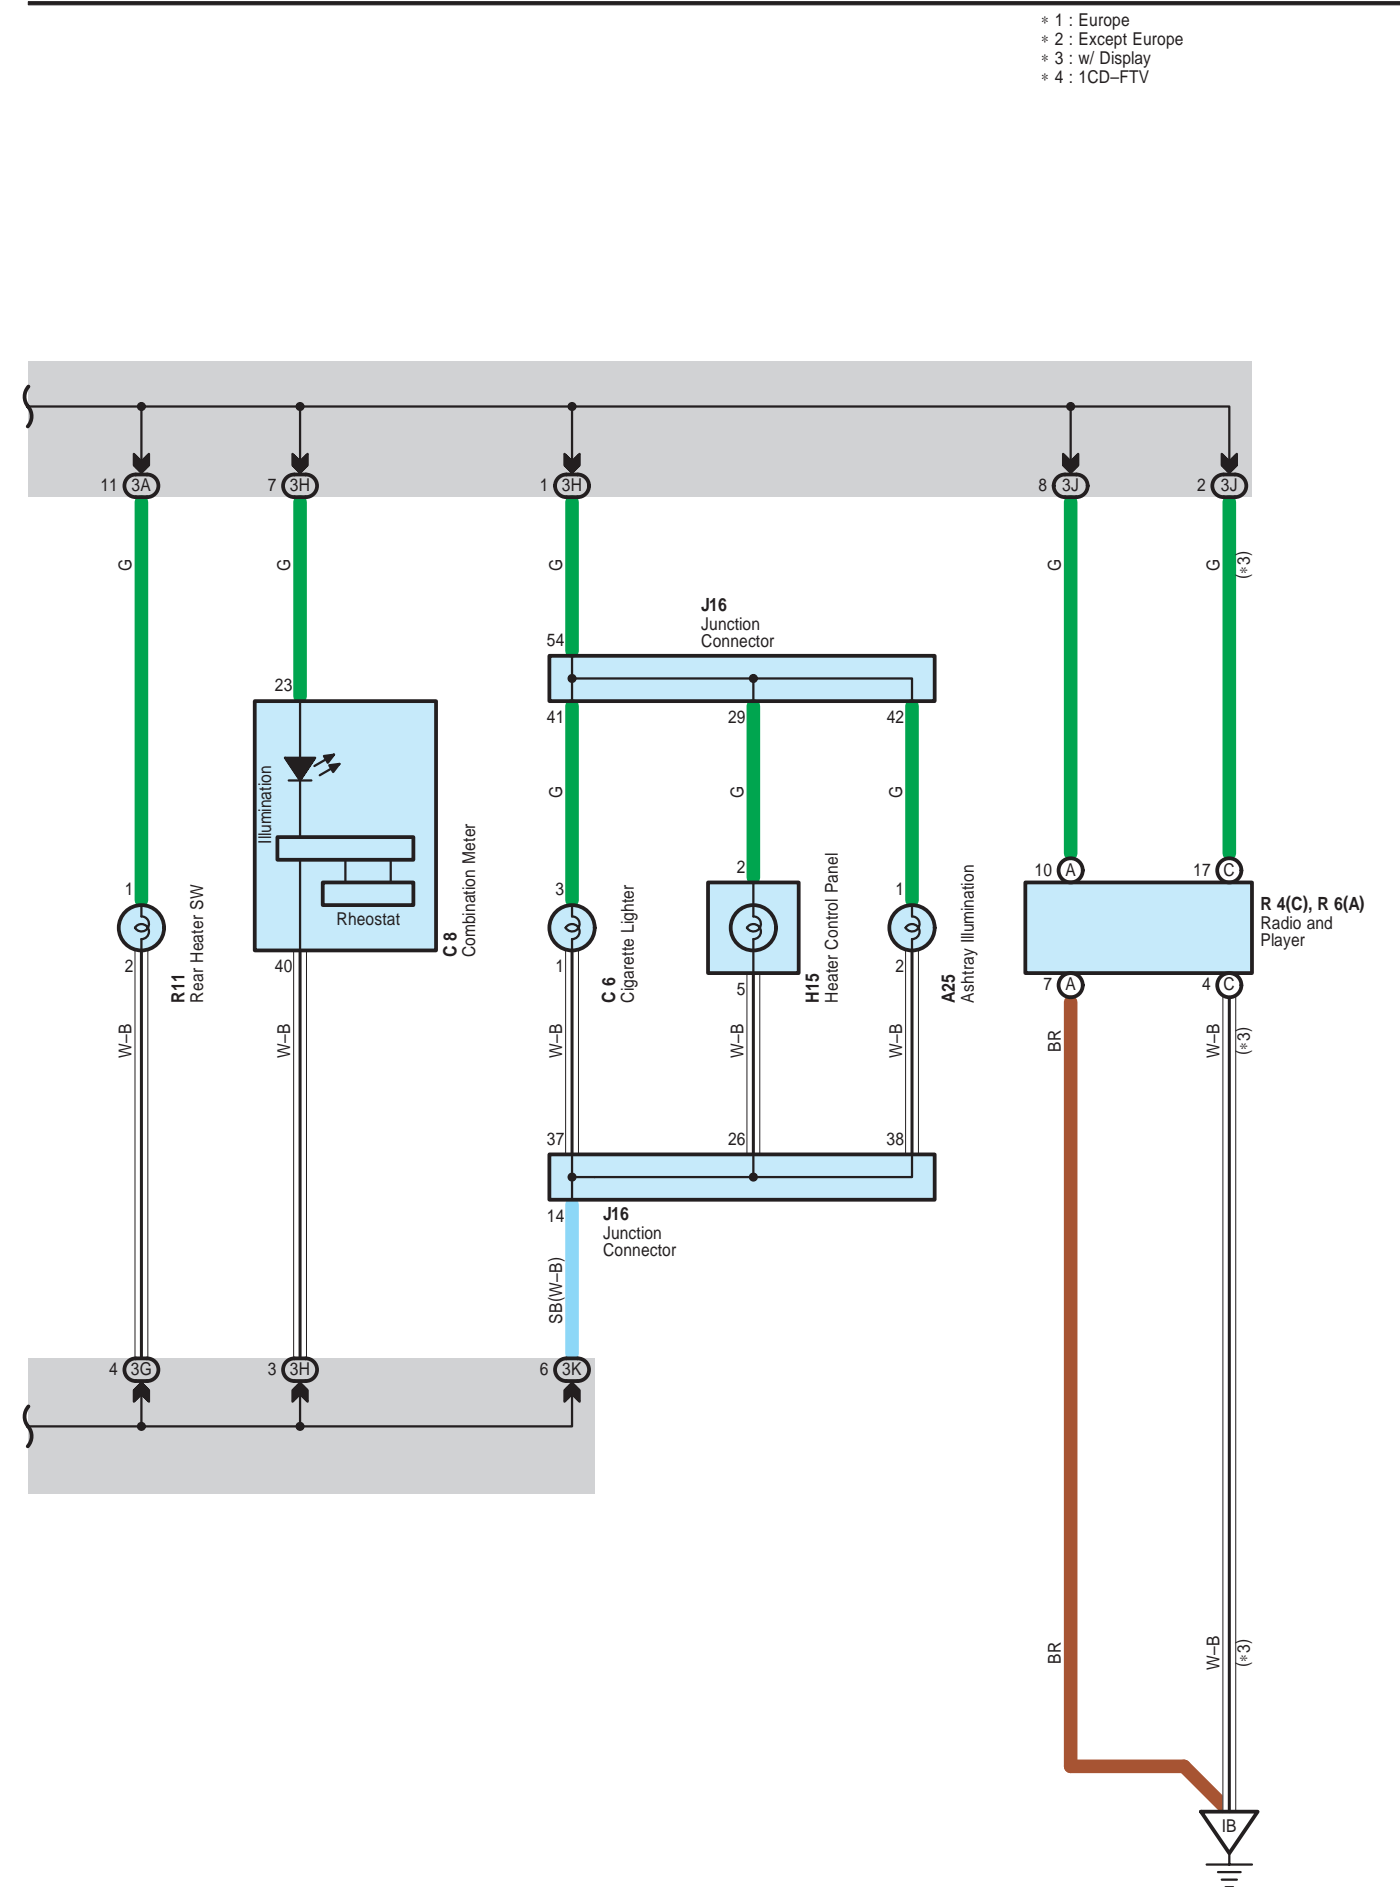 * 1 : Europe
* 2 : Except Europe
* 3 : w/ Display
* 4 : 1CD–FTV
11 3A
7 3H
1 3H
8 3J
2 3J
G
G
G
G
G
(*3)
J16
Junction
Connector
54
23
41
29
42
Illumination
G
G
G
Rheostat
C 8
Combination Meter
1
R11
Rear Heater SW
2
40
3
C 6
Cigarette Lighter
1
2
H15
Heater Control Panel
5
1
A25
Ashtray Illumination
2
10 A
17 C
R 4(C), R 6(A)
Radio and
Player
7 A
4 C
W–B
W–B
W–B
W–B
W–B
BR
W–B
(*3)
37
26
38
14
J16
Junction
Connector
SB(W–B)
4 3G
3 3H
6 3K
BR
W–B
(*3)
IB